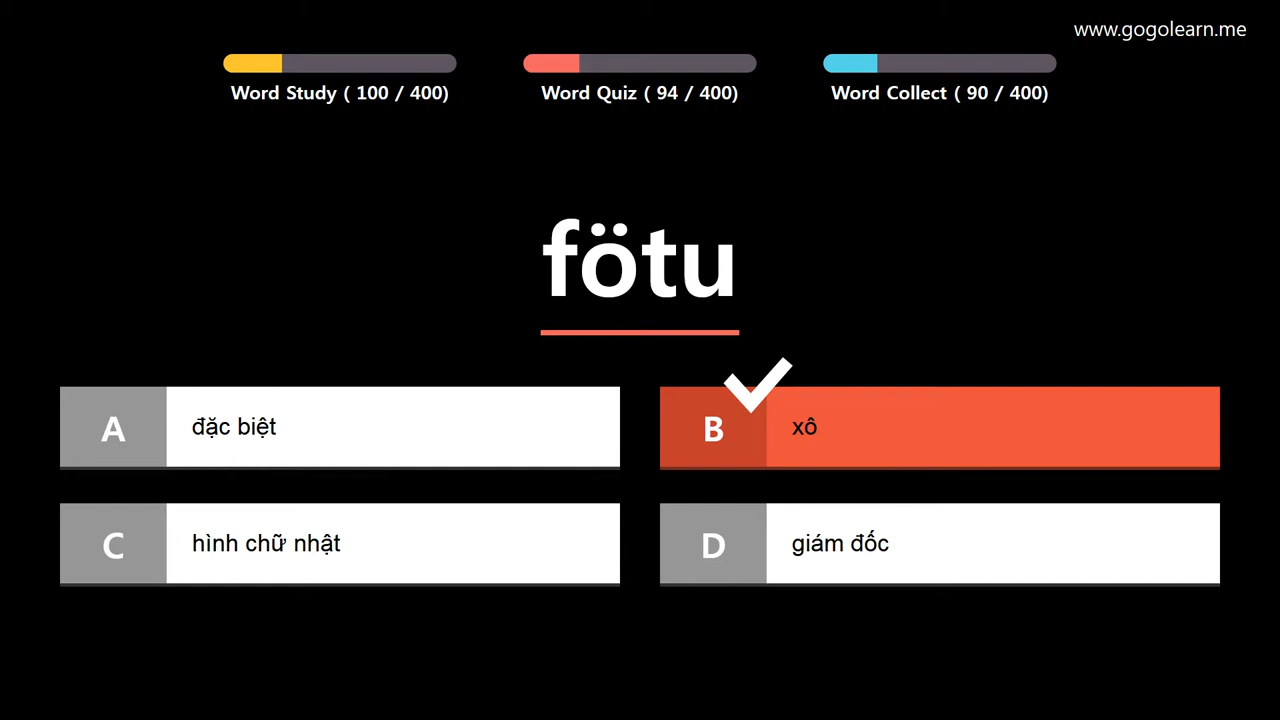 www.gogolearn.me
Word Study ( 100 / 400)
Word Quiz ( 94 / 400)
Word Collect ( 90 / 400)
fötu
A
đặc biệt
B
xô
C
hình chữ nhật
D
giám đốc